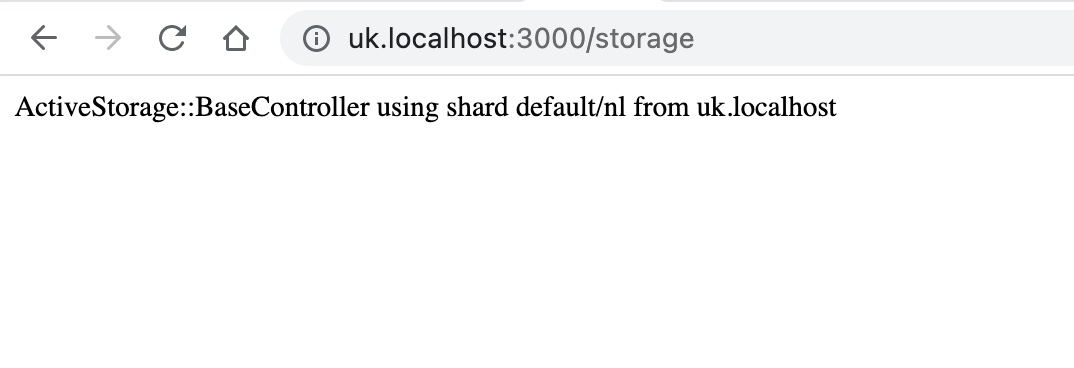 uk.localhost:3000/storage
ActiveStorage::BaseController using shard default/nl from uk.localhost